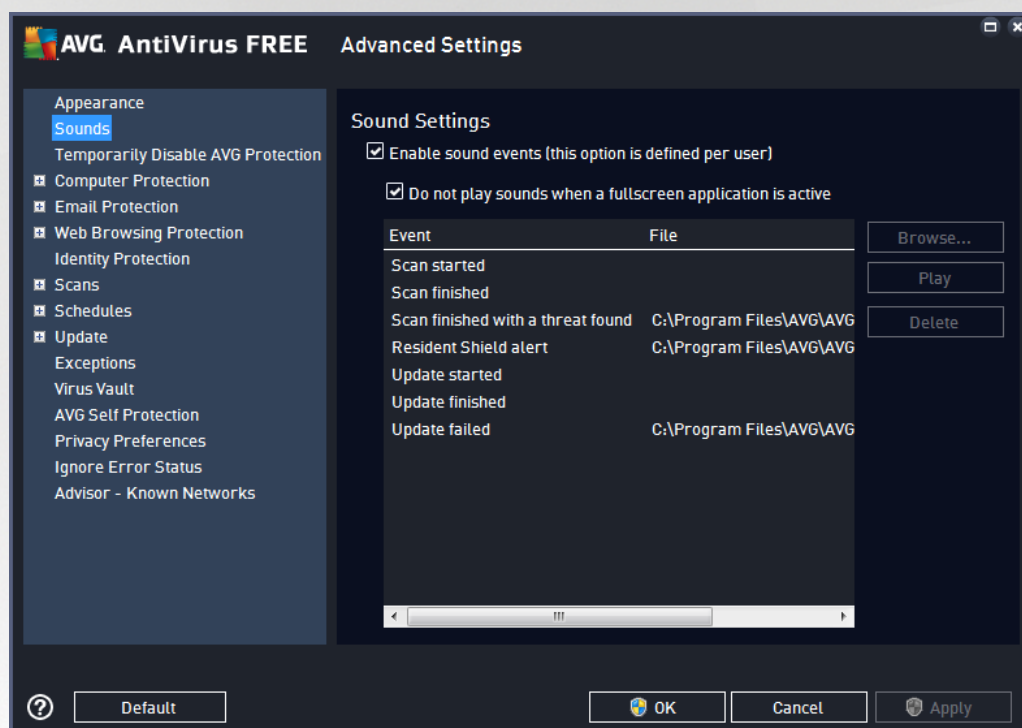 AVG. AntiVirus FREE Advanced Settings
Appearance
Sounds
Temporarily Disable AVG Protection
Computer Protection
Email Protection
Web Browsing Protection
Identity Protection
Scans
Schedules
Update
Exceptions
Virus Vault
AVG Self Protection
Privacy Preferences
Ignore Error Status
Advisor - Known Networks
Sound Settings
Enable sound events (this option is defined per user)
Do not play sounds when a fullscreen application is active
Event File
Scan started
Scan finished
Scan finished with a threat found C:\Program Files\AVG\AVG
Resident Shield alert C:\Program Files\AVG\AVG
Update started
Update finished
Update failed C:\Program Files\AVG\AVG
Browse...
Play
Delete
? Default OK Cancel Apply